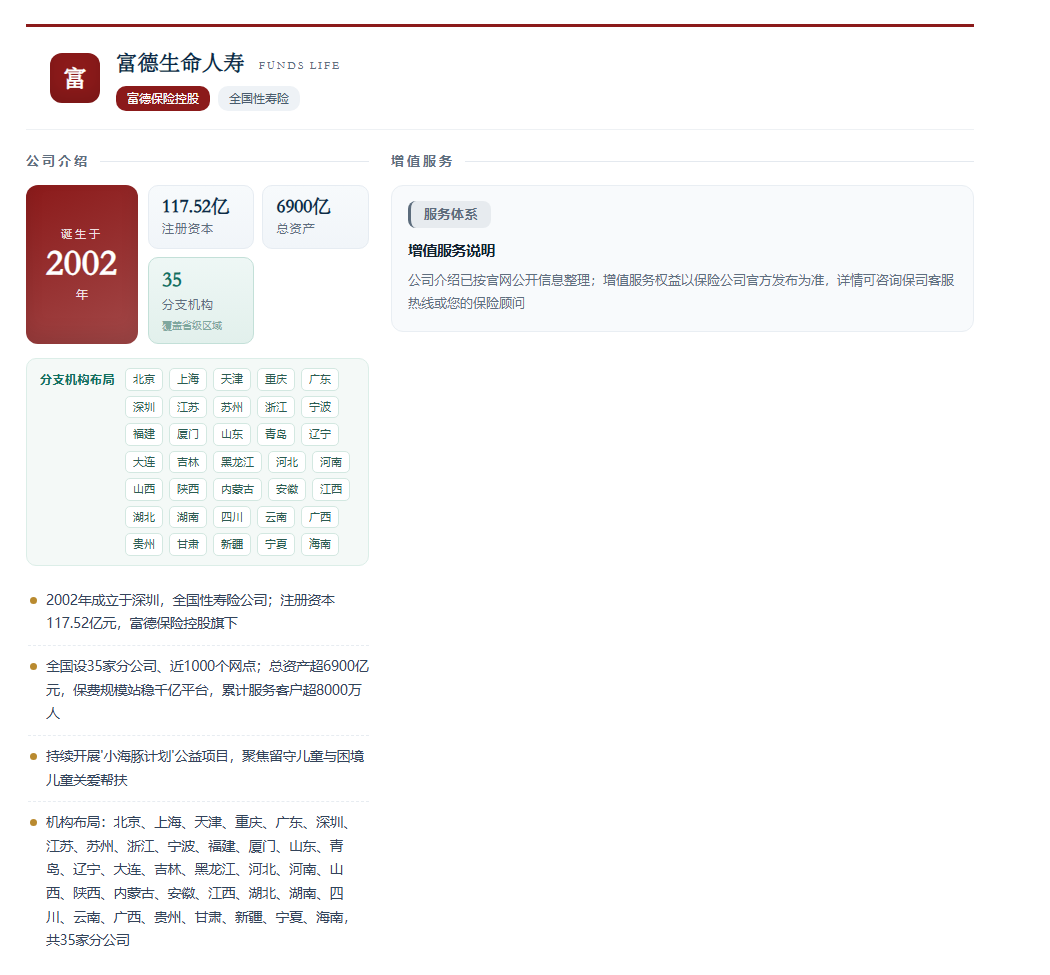 富
富德生命人寿 FUNDS LIFE
富德保险控股 全国性寿险
公司介绍
诞生于
2002
年
117.52亿
注册资本
6900亿
总资产
35
分支机构
覆盖省级区域
分支机构布局 北京 上海 天津 重庆 广东
深圳 江苏 苏州 浙江 宁波
福建 厦门 山东 青岛 辽宁
大连 吉林 黑龙江 河北 河南
山西 陕西 内蒙古 安徽 江西
湖北 湖南 四川 云南 广西
贵州 甘肃 新疆 宁夏 海南
2002年成立于深圳，全国性寿险公司；注册资本
117.52亿元，富德保险控股旗下
全国设35家分公司、近1000个网点；总资产超6900亿
元，保费规模站稳千亿平台，累计服务客户超8000万
人
持续开展'小海豚计划'公益项目，聚焦留守儿童与困境
儿童关爱帮扶
机构布局：北京、上海、天津、重庆、广东、深圳、
江苏、苏州、浙江、宁波、福建、厦门、山东、青
岛、辽宁、大连、吉林、黑龙江、河北、河南、山
西、陕西、内蒙古、安徽、江西、湖北、湖南、四
川、云南、广西、贵州、甘肃、新疆、宁夏、海南，
共35家分公司
增值服务
服务体系
增值服务说明
公司介绍已按官网公开信息整理；增值服务权益以保险公司官方发布为准，详情可咨询保司客服
热线或您的保险顾问